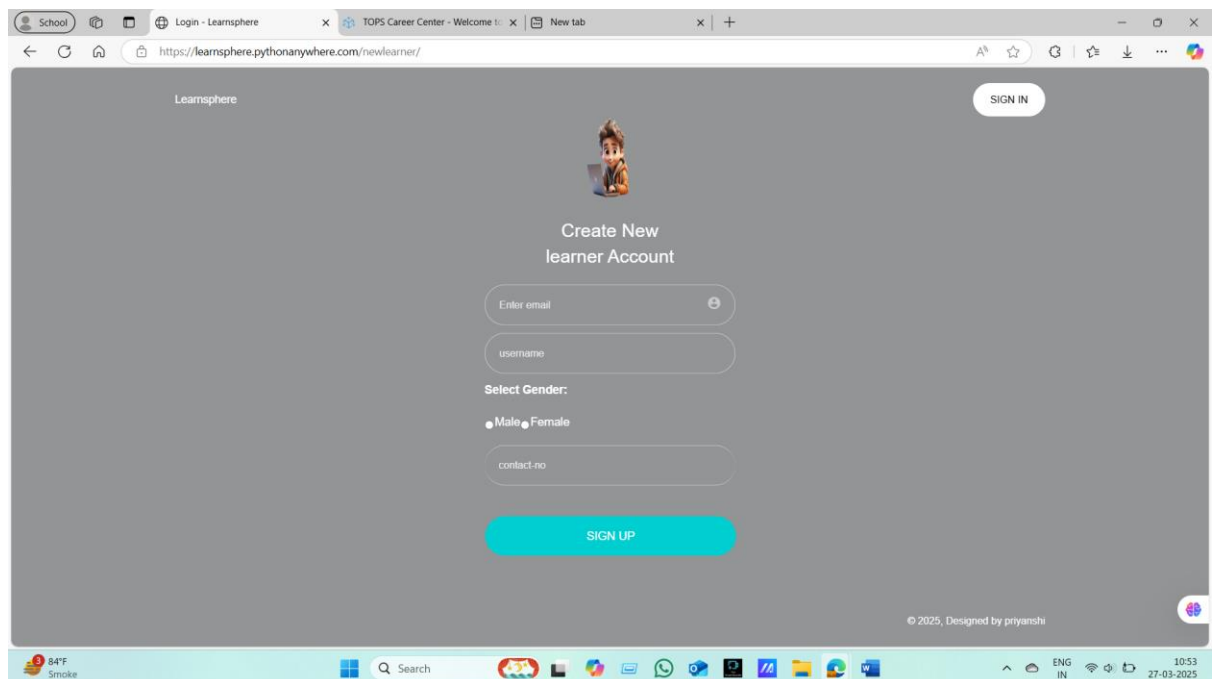 School
Login - Learnsphere
TOPS Career Center - Welcome to
New tab
https://learnsphere.pythonanywhere.com/newlearner/
Learnsphere
SIGN IN
Create New
learner Account
Enter email
username
Select Gender:
Male Female
contact-no
SIGN UP
© 2025, Designed by priyanshi
3
84°F
Smoke
Search
ENG
IN
10:53
27-03-2025